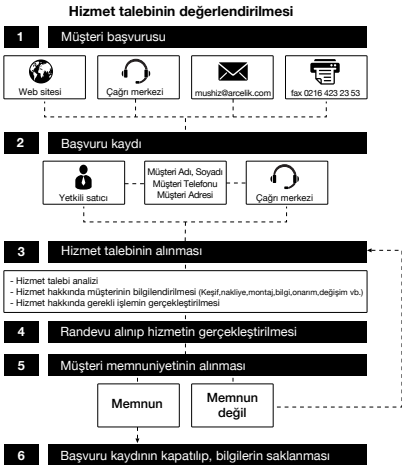 Hizmet talebinin değerlendirilmesi
1 Müşteri başvurusu
Web sitesi
Çağrı merkezi
mushiz@arcelik.com
fax 0216 423 23 53
2 Başvuru kaydı
Yetkili satıcı
Müşteri Adı, Soyadı
Müşteri Telefonu
Müşteri Adresi
Çağrı merkezi
3 Hizmet talebinin alınması
- Hizmet talebi analizi
- Hizmet hakkında müşterinin bilgilendirilmesi (Keşif,nakliye,montaj,bilgi,onarım,değişim vb.)
- Hizmet hakkında gerekli işlemin gerçekleştirilmesi
4 Randevu alınıp hizmetin gerçekleştirilmesi
5 Müşteri memnuniyetinin alınması
Memnun
Memnun
değil
6 Başvuru kaydının kapatılıp, bilgilerin saklanması